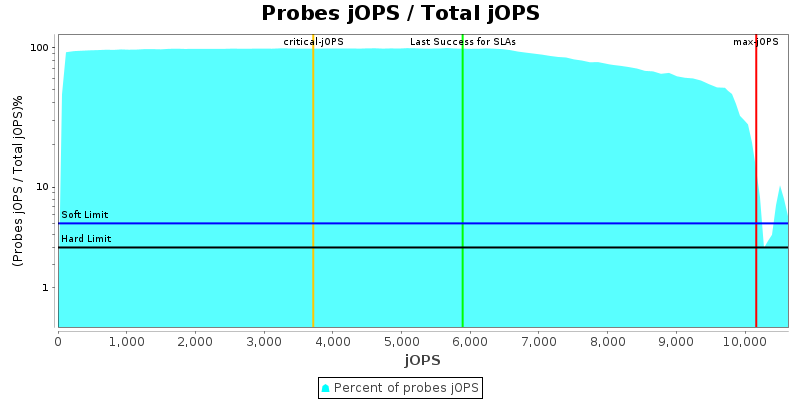 Probes jOPS / Total jOPS
(Probes jOPS / Total jOPS)%
100
10
1
critical-jOPS
Last Success for SLAs
max-jOPS
Soft Limit
Hard Limit
0
1,000
2,000
3,000
4,000
5,000
6,000
7,000
8,000
9,000
10,000
jOPS
Percent of probes jOPS